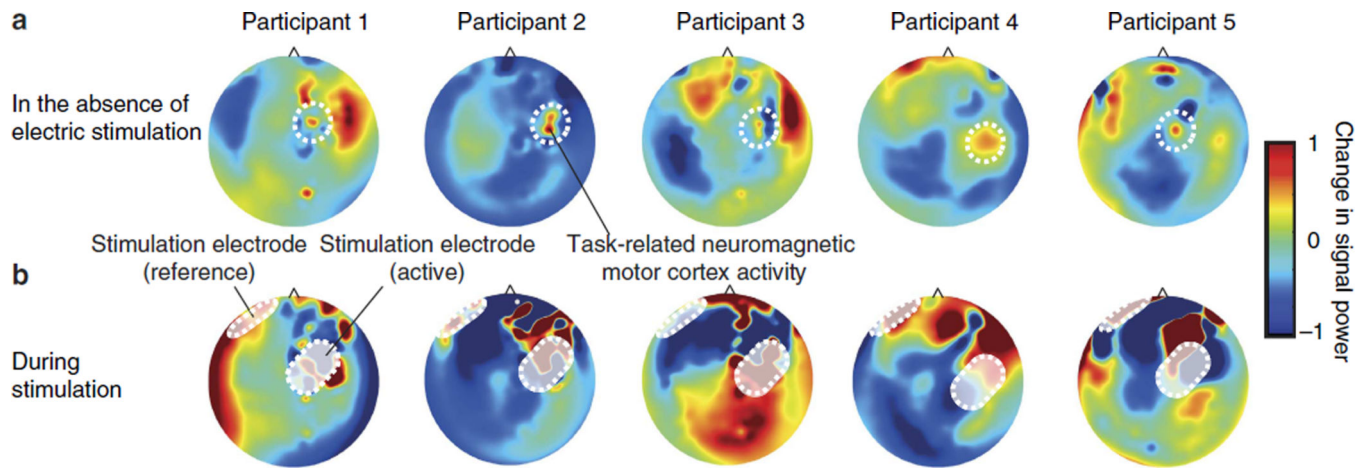 a
Participant 1
Participant 2
Participant 3
Participant 4
Participant 5
In the absence of
electric stimulation
Stimulation electrode
(reference)
Stimulation electrode
(active)
Task-related neuromagnetic
motor cortex activity
b
During
stimulation
1
0
–1
Change in
signal power